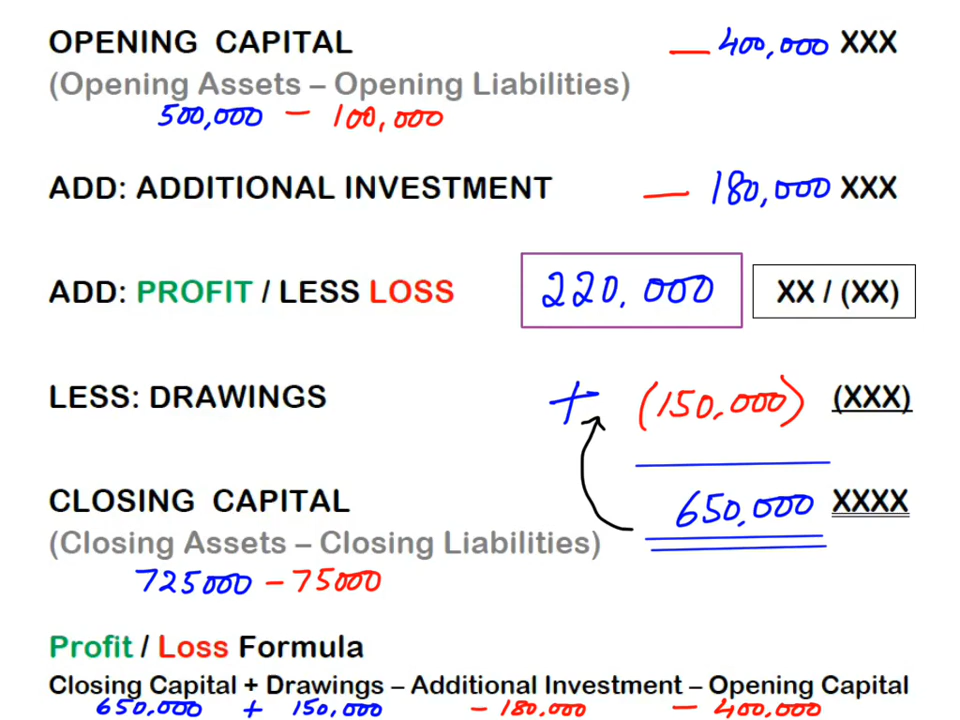 OPENING CAPITAL — 400,000 XXX
(Opening Assets – Opening Liabilities)
500,000 – 100,000
ADD: ADDITIONAL INVESTMENT — 180,000 XXX
ADD: PROFIT / LESS LOSS 220,000 XX / (XX)
LESS: DRAWINGS + (150,000) (XXX)
CLOSING CAPITAL 650,000 XXXX
(Closing Assets – Closing Liabilities)
725000 – 75000
Profit / Loss Formula
Closing Capital + Drawings – Additional Investment – Opening Capital
650,000 + 150,000 – 180,000 – 400,000